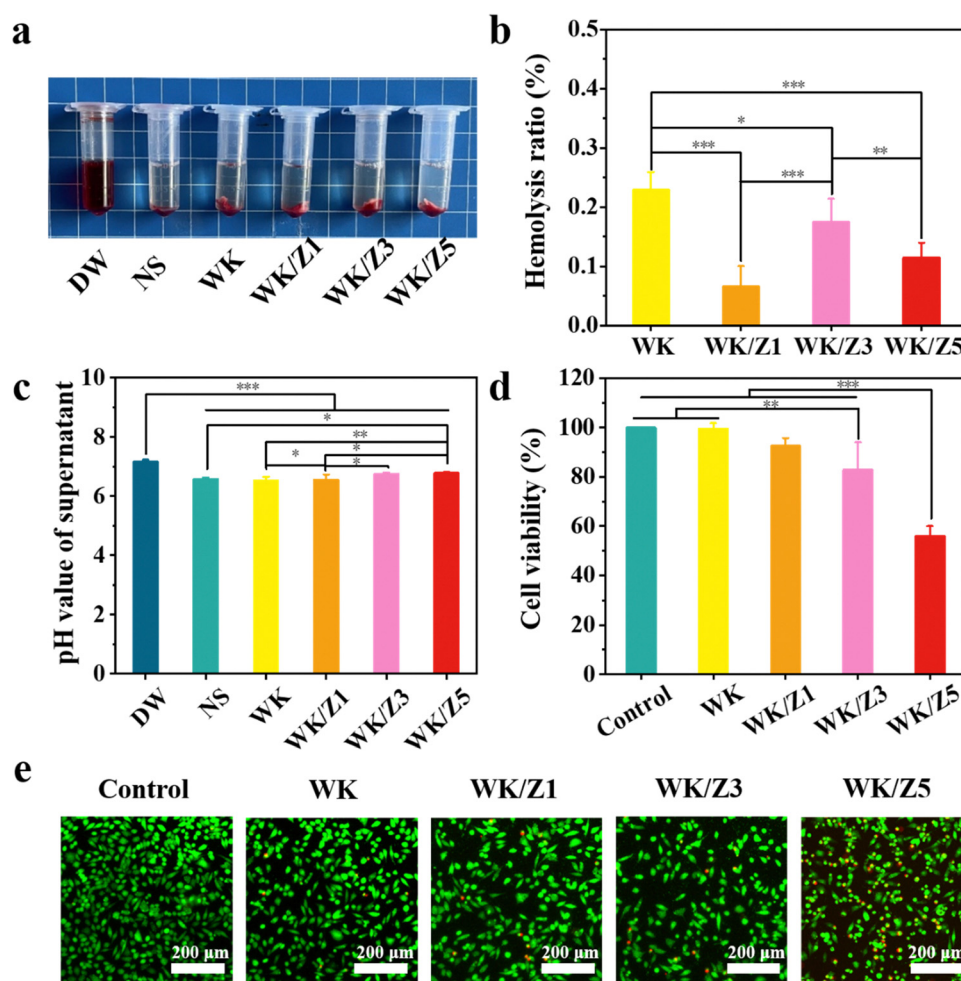 a
DW NS WK WK/Z1 WK/Z3 WK/Z5
b
Hemolysis ratio (%)
0.5
0.4
0.3
0.2
0.1
0.0
***
*
***
**
***
WK WK/Z1 WK/Z3 WK/Z5
c
pH value of supernatant
10
8
6
4
2
0
***
*
**
*
*
*
DW NS WK WK/Z1 WK/Z3 WK/Z5
d
Cell viability (%)
120
100
80
60
40
20
0
***
**
Control WK WK/Z1 WK/Z3 WK/Z5
e
Control WK WK/Z1 WK/Z3 WK/Z5
200 µm 200 µm 200 µm 200 µm 200 µm